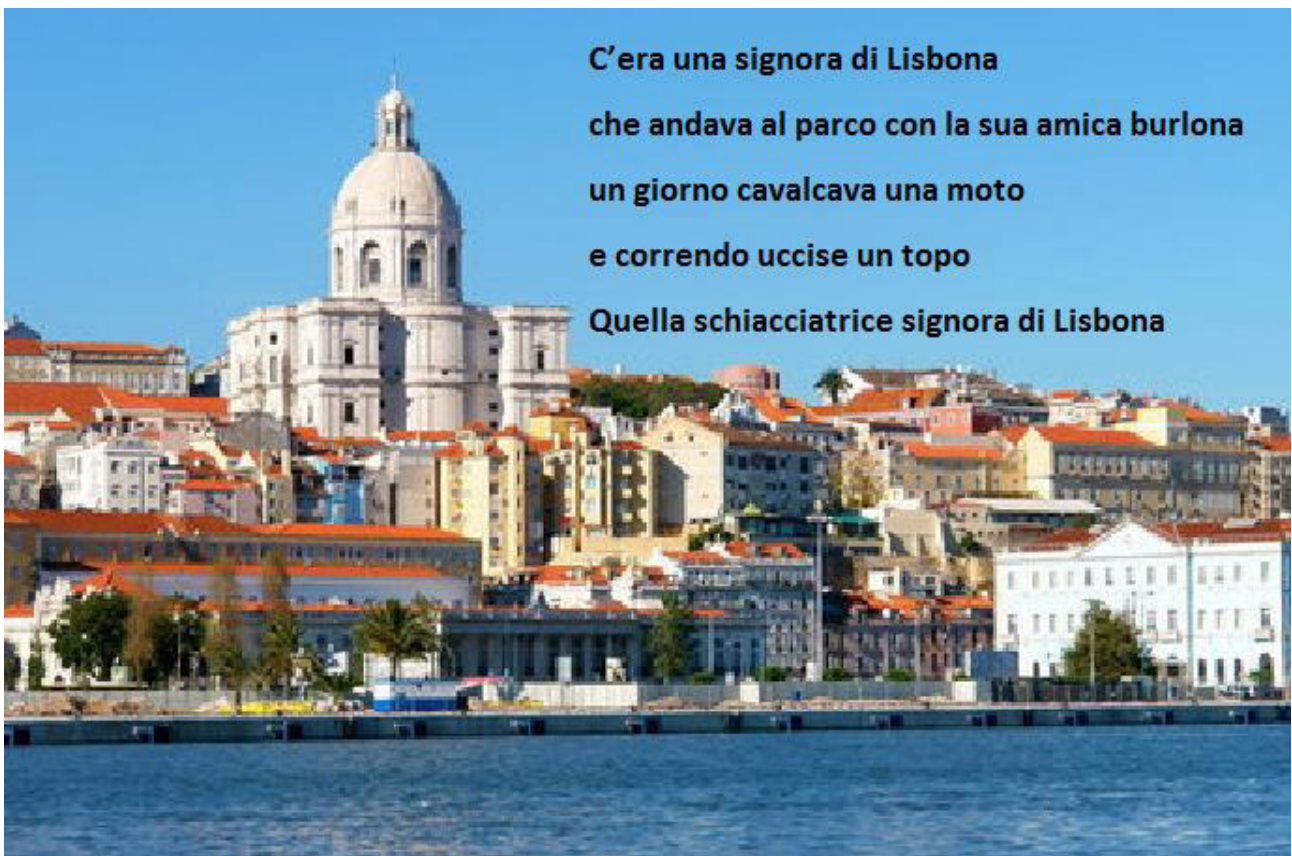 C’era una signora di Lisbona
che andava al parco con la sua amica burlona
un giorno cavalcava una moto
e correndo uccise un topo
Quella schiacciatrice signora di Lisbona